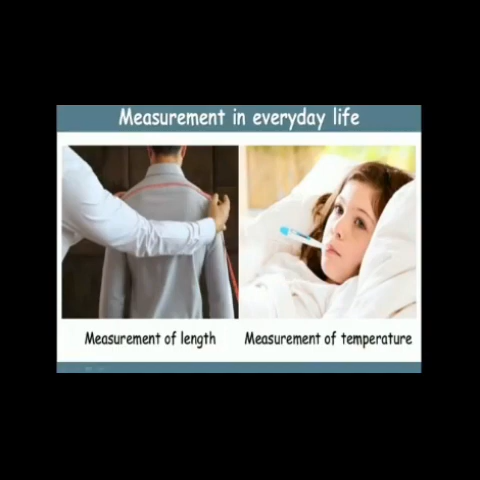 Measurement in everyday life
Measurement of length
Measurement of temperature